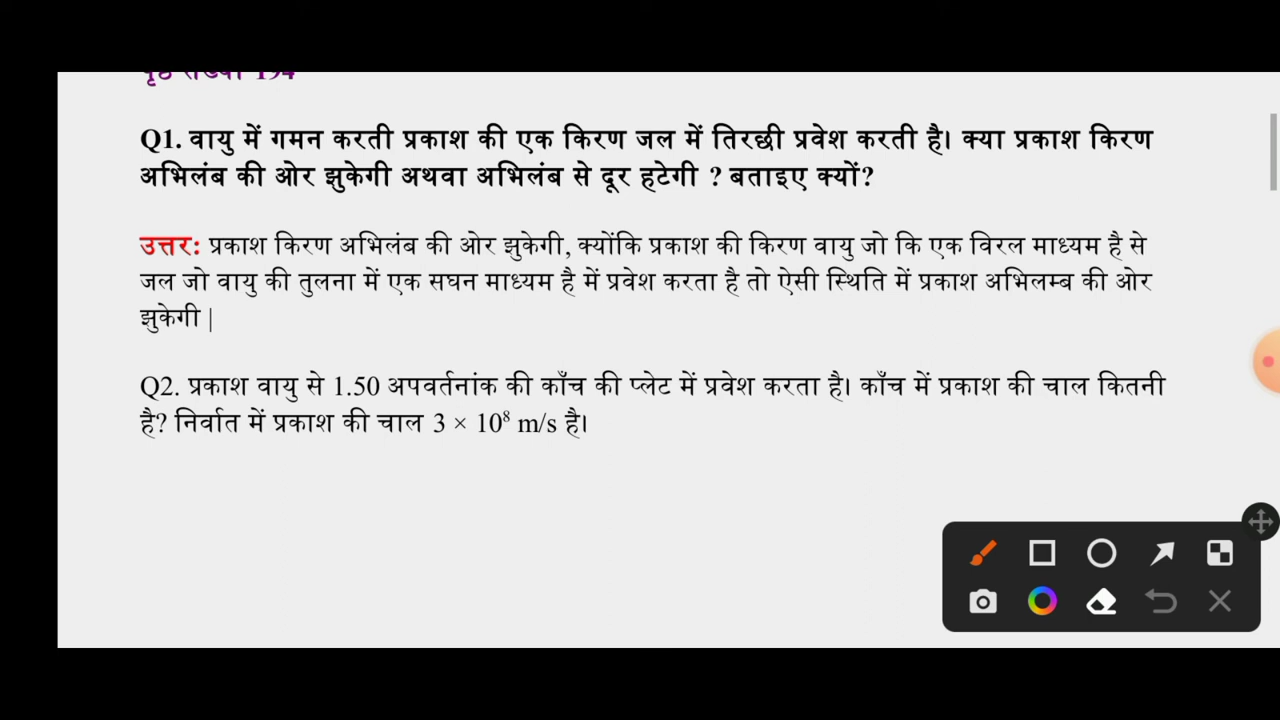 पृष्ठ संख्या 194
Q1. वायु में गमन करती प्रकाश की एक किरण जल में तिरछी प्रवेश करती है। क्या प्रकाश किरण
अभिलंब की ओर झुकेगी अथवा अभिलंब से दूर हटेगी ? बताइए क्यों?
उत्तर: प्रकाश किरण अभिलंब की ओर झुकेगी, क्योंकि प्रकाश की किरण वायु जो कि एक विरल माध्यम है से
जल जो वायु की तुलना में एक सघन माध्यम है में प्रवेश करता है तो ऐसी स्थिति में प्रकाश अभिलम्ब की ओर
झुकेगी |
Q2. प्रकाश वायु से 1.50 अपवर्तनांक की काँच की प्लेट में प्रवेश करता है। काँच में प्रकाश की चाल कितनी
है? निर्वात में प्रकाश की चाल 3 × 10⁸ m/s है।